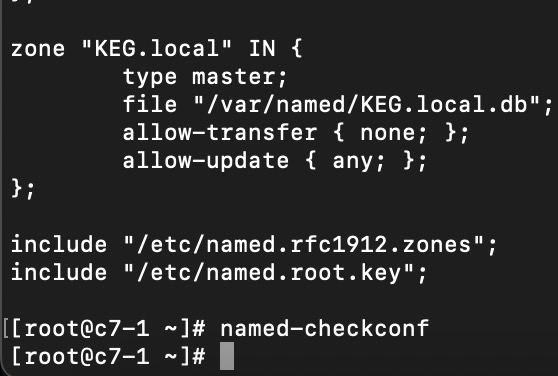 };
zone "KEG.local" IN {
        type master;
        file "/var/named/KEG.local.db";
        allow-transfer { none; };
        allow-update { any; };
};
include "/etc/named.rfc1912.zones";
include "/etc/named.root.key";
[[root@c7-1 ~]# named-checkconf
[root@c7-1 ~]#